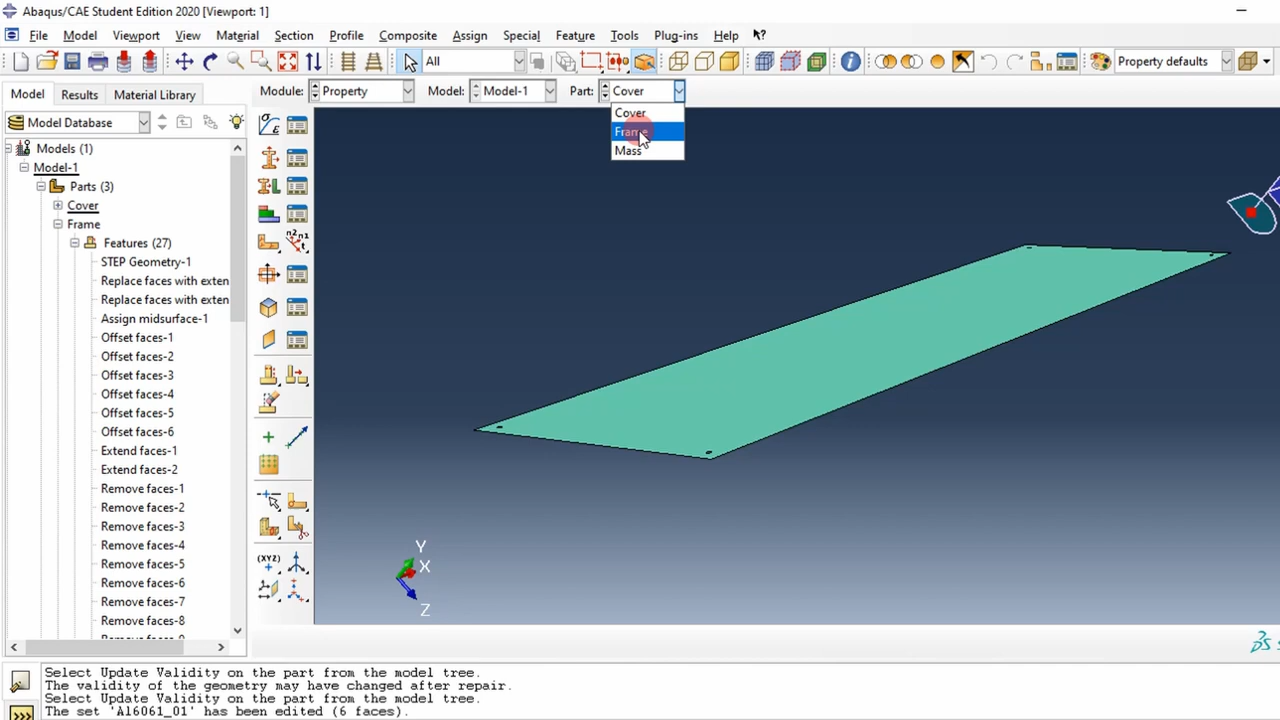 Abaqus/CAE Student Edition 2020 [Viewport: 1]
File Model Viewport View Material Section Profile Composite Assign Special Feature Tools Plug-ins Help
All Property defaults
Model Results Material Library
Module: Property Model: Model-1 Part: Cover
Cover
Frame
Mass
Model Database
Models (1)
Model-1
Parts (3)
Cover
Frame
Features (27)
STEP Geometry-1
Replace faces with exten
Replace faces with exten
Assign midsurface-1
Offset faces-1
Offset faces-2
Offset faces-3
Offset faces-4
Offset faces-5
Offset faces-6
Extend faces-1
Extend faces-2
Remove faces-1
Remove faces-2
Remove faces-3
Remove faces-4
Remove faces-5
Remove faces-6
Remove faces-7
Remove faces-8
n2 n1
t
(XYZ)
Y
X
Z
Select Update Validity on the part from the model tree.
The validity of the geometry may have changed after repair.
Select Update Validity on the part from the model tree.
The set 'Al6061_01' has been edited (6 faces).